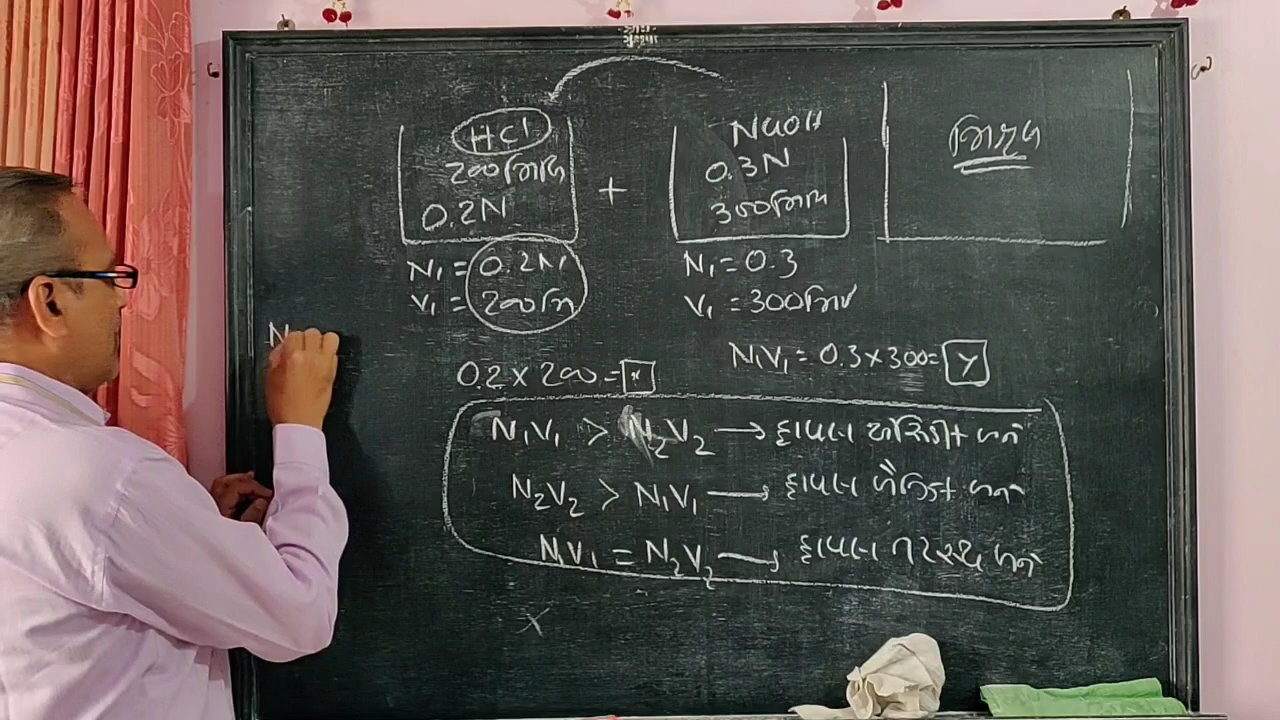 HCl
200મિલિ
0.2N
+
NaOH
0.3N
300મિલિ
મિશ્રણ
N₁ = 0.2N
V₁ = 200મિ
N₁ = 0.3
V₁ = 300મિલિ
0.2 × 200 = x
N₁V₁ = 0.3 × 300 = Y
N₁V₁ > N₂V₂ → દ્રાવણ એસિડીક બને
N₂V₂ > N₁V₁ → દ્રાવણ બેઝિક બને
N₁V₁ = N₂V₂ → દ્રાવણ તટસ્થ બને
x
N